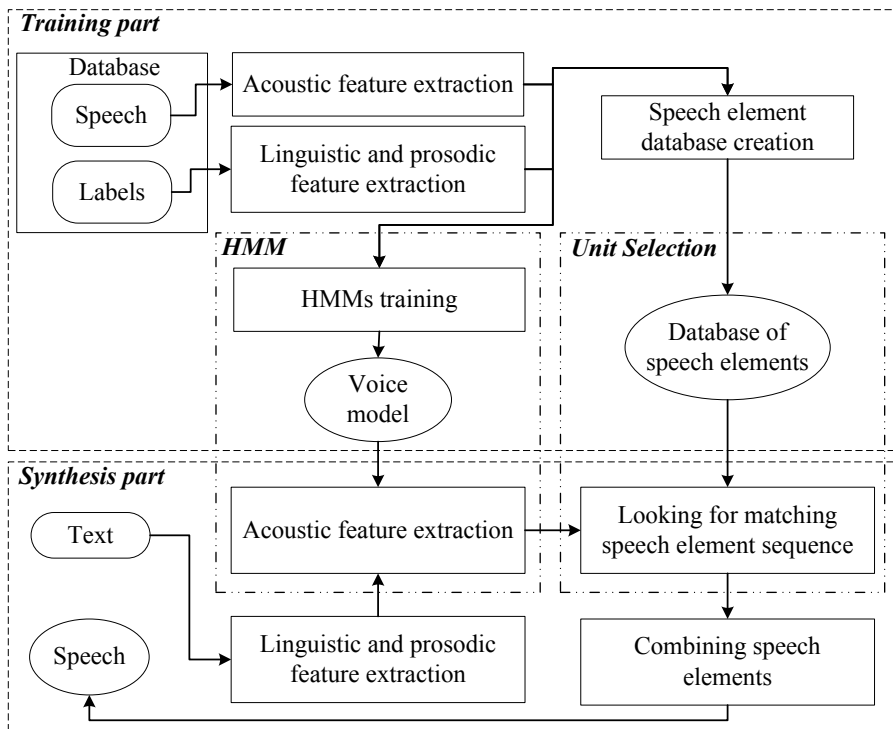 Training part
Database
Speech
Labels
Acoustic feature extraction
Linguistic and prosodic
feature extraction
Speech element
database creation
HMM
HMMs training
Voice
model
Unit Selection
Database of
speech elements
Synthesis part
Text
Acoustic feature extraction
Looking for matching
speech element sequence
Speech
Linguistic and prosodic
feature extraction
Combining speech
elements